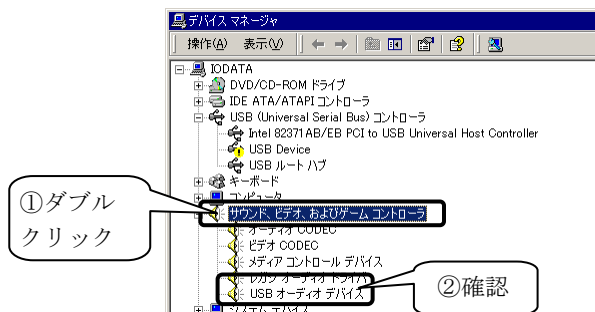 デバイス マネージャ
操作(A) 表示(V)
IODATA
DVD/CD-ROM ドライブ
IDE ATA/ATAPI コントローラ
USB (Universal Serial Bus) コントローラ
Intel 82371AB/EB PCI to USB Universal Host Controller
USB Device
USB ルート ハブ
キーボード
コンピュータ
①ダブル
クリック
サウンド、ビデオ、およびゲーム コントローラ
オーディオ CODEC
ビデオ CODEC
メディア コントロール デバイス
レガシ オーディオ ドライバ
USB オーディオ デバイス
②確認
システム デバイス